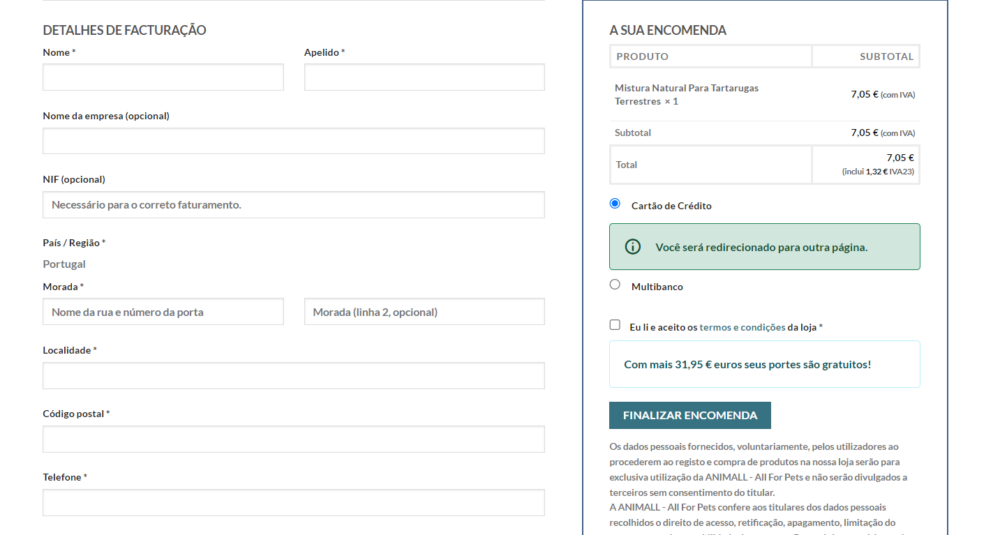 DETALHES DE FACTURAÇÃO
Nome *
Apelido *
Nome da empresa (opcional)
NIF (opcional)
Necessário para o correto faturamento.
País / Região *
Portugal
Morada *
Nome da rua e número da porta
Morada (linha 2, opcional)
Localidade *
Código postal *
Telefone *
A SUA ENCOMENDA
PRODUTO SUBTOTAL
Mistura Natural Para Tartarugas
Terrestres × 1
7,05 € (com IVA)
Subtotal 7,05 € (com IVA)
Total
7,05 €
(inclui 1,32 € IVA23)
Cartão de Crédito
Você será redirecionado para outra página.
Multibanco
Eu li e aceito os termos e condições da loja *
Com mais 31,95 € euros seus portes são gratuitos!
FINALIZAR ENCOMENDA
Os dados pessoais fornecidos, voluntariamente, pelos utilizadores ao
procederem ao registo e compra de produtos na nossa loja serão para
exclusiva utilização da ANIMALL - All For Pets e não serão divulgados a
terceiros sem consentimento do titular.
A ANIMALL - All For Pets confere aos titulares dos dados pessoais
recolhidos o direito de acesso, retificação, apagamento, limitação do